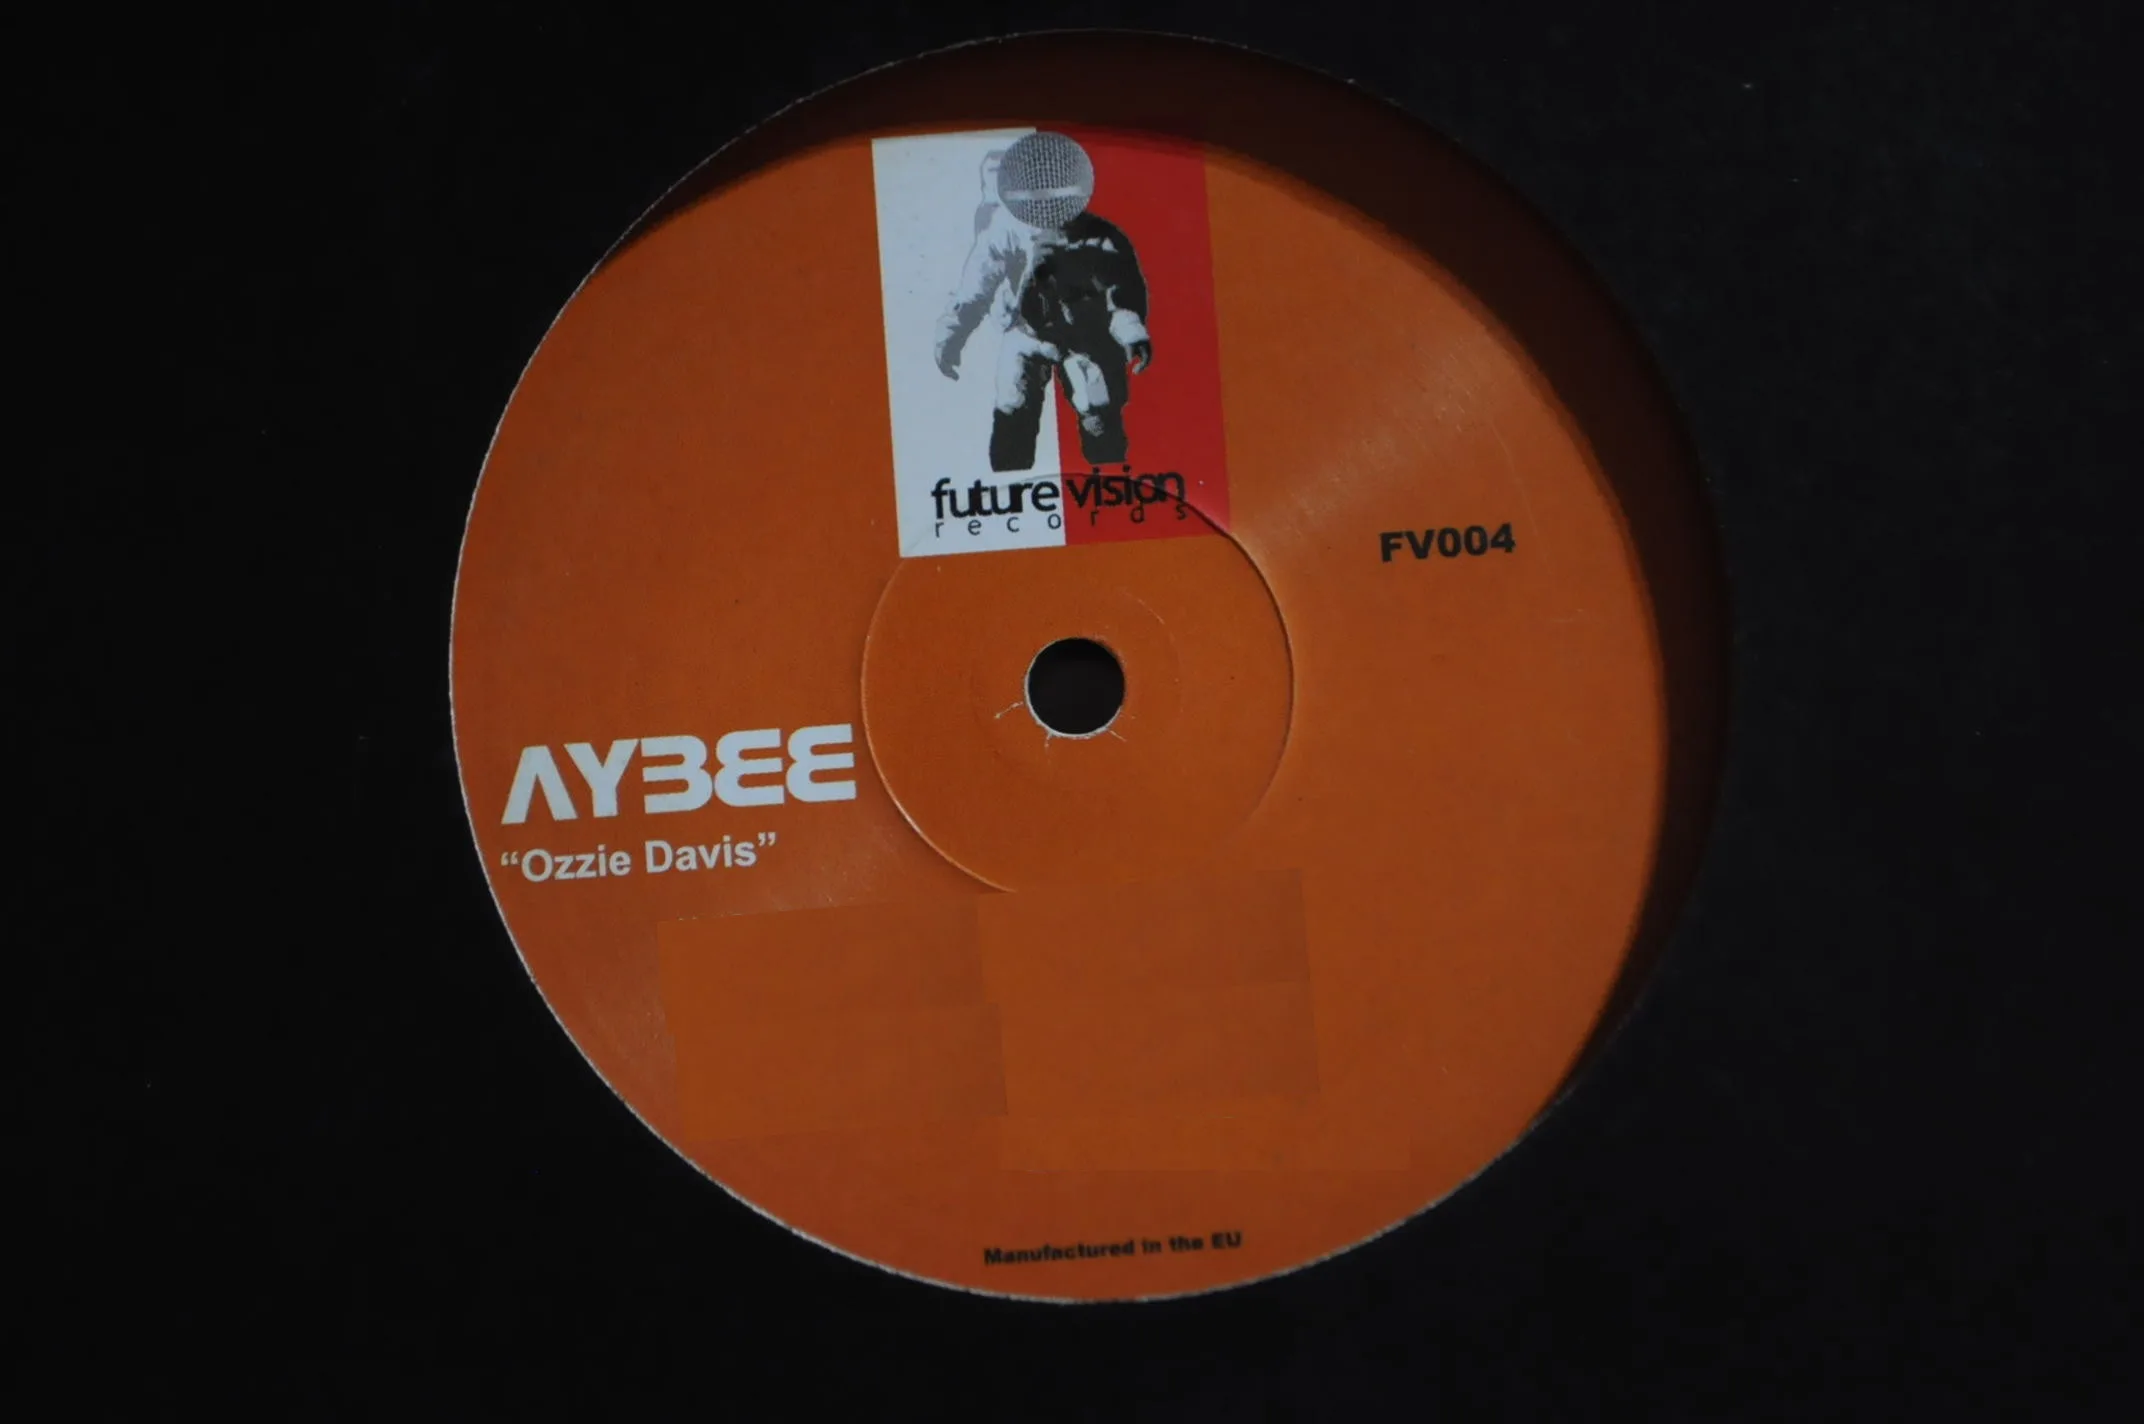 future vision
records
FV004
AYBEE
“Ozzie Davis”
Manufactured in the EU